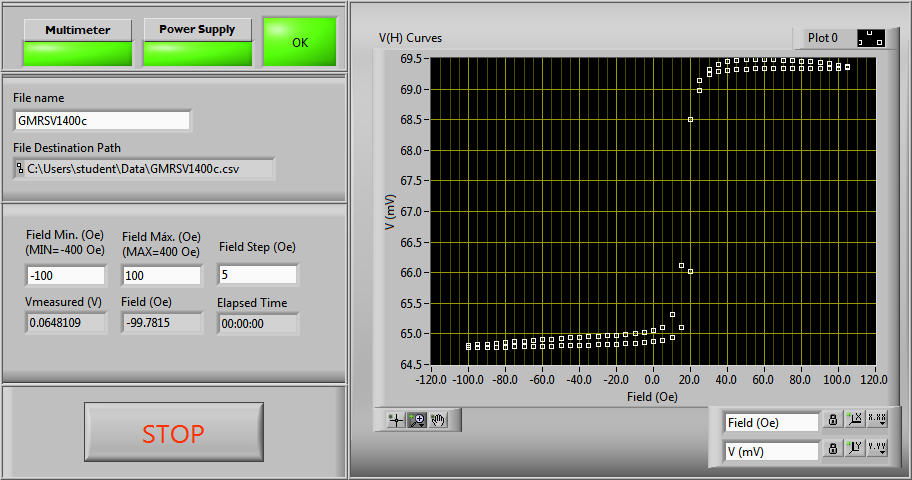 Multimeter
Power Supply
OK
File name
GMRSV1400c
File Destination Path
C:\Users\student\Data\GMRSV1400c.csv
Field Min. (Oe)
(MIN=-400 Oe)
Field Máx. (Oe)
(MAX=400 Oe)
Field Step (Oe)
-100
100
5
Vmeasured (V)
Field (Oe)
Elapsed Time
0.0648109
-99.7815
00:00:00
STOP
V(H) Curves
Plot 0
69.5
69.0
68.5
68.0
67.5
67.0
66.5
66.0
65.5
65.0
64.5
V (mV)
-120.0 -100.0 -80.0 -60.0 -40.0 -20.0 0.0 20.0 40.0 60.0 80.0 100.0 120.0
Field (Oe)
Field (Oe)
X
X.XX
V (mV)
Y
Y.YY